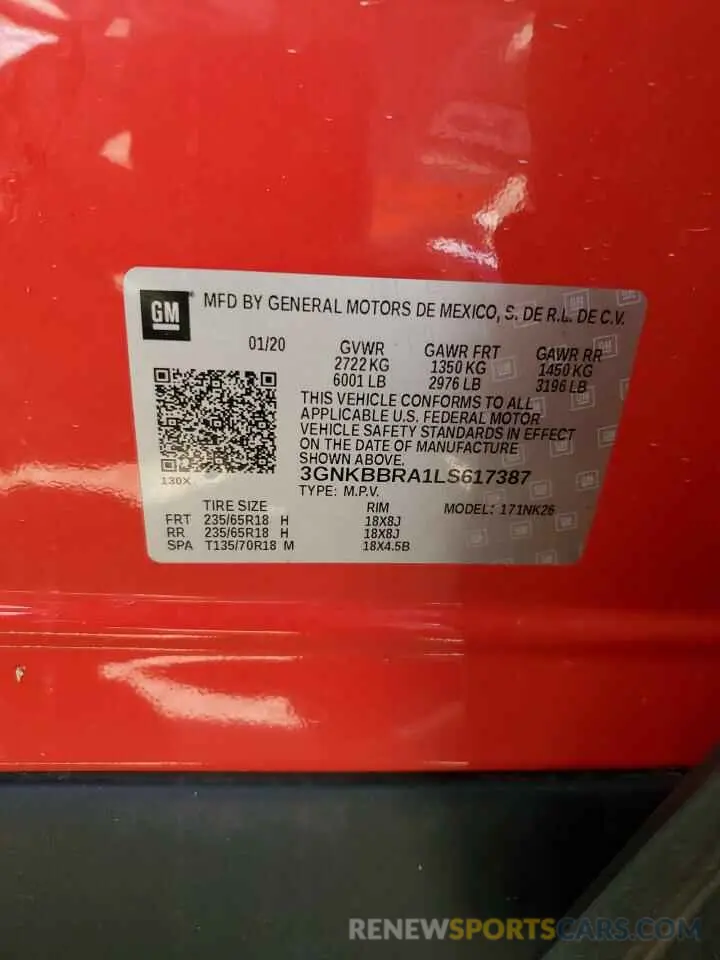 GM MFD BY GENERAL MOTORS DE MEXICO, S. DE R.L. DE C.V.
01/20 GVWR GAWR FRT GAWR RR
2722 KG 1350 KG 1450 KG
6001 LB 2976 LB 3196 LB
THIS VEHICLE CONFORMS TO ALL
APPLICABLE U.S. FEDERAL MOTOR
VEHICLE SAFETY STANDARDS IN EFFECT
ON THE DATE OF MANUFACTURE
SHOWN ABOVE.
3GNKBBRA1LS617387
130X TYPE: M.P.V.
TIRE SIZE RIM MODEL: 171NK26
FRT 235/65R18 H 18X8J
RR 235/65R18 H 18X8J
SPA T135/70R18 M 18X4.5B
RENEWSPORTSCARS.COM